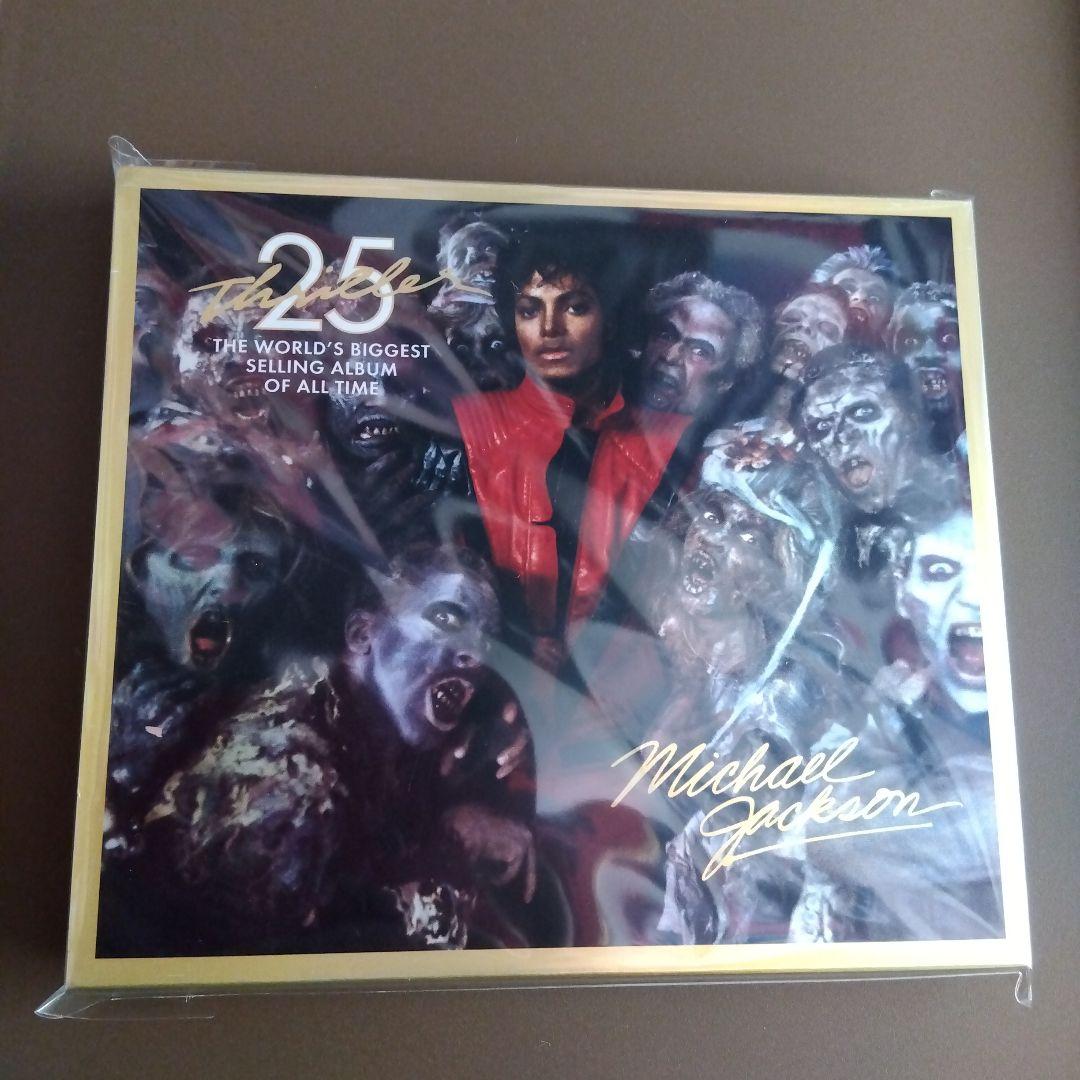 25
Thriller
THE WORLD'S BIGGEST
SELLING ALBUM
OF ALL TIME
Michael
Jackson